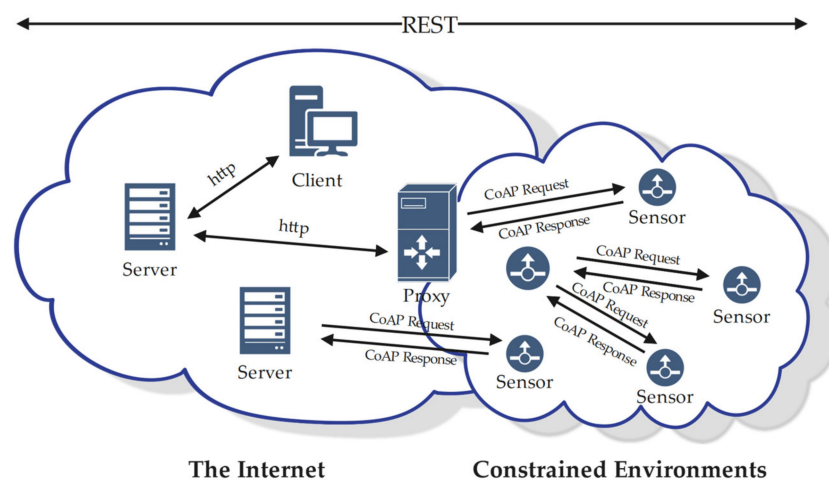 REST
Client
http
http
Server
Proxy
CoAP Request
CoAP Response
Sensor
CoAP Request
CoAP Response
Sensor
CoAP Request
CoAP Response
Sensor
Server
CoAP Request
CoAP Response
Sensor
The Internet
Constrained Environments